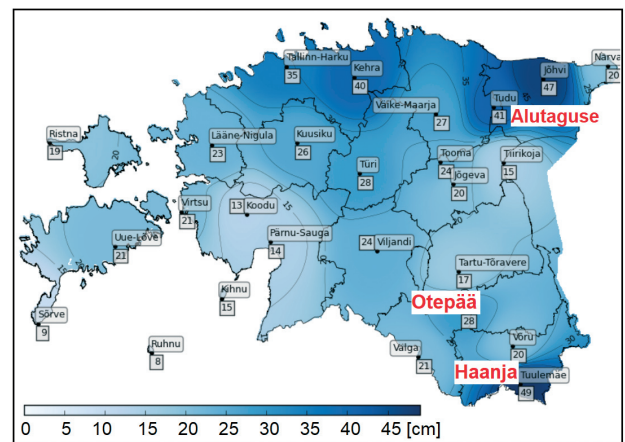 Tallinn-Harku
35
Kehra
40
Jõhvi
47
Narva
20
Tudu
41
Alutaguse
Väike-Maarja
27
Ristna
19
Lääne-Nigula
23
Kuusiku
26
Türi
28
Tooma
24
Tiirikoja
15
Jõgeva
20
Virtsu
21
13 Koodu
15
Uue-Lõve
21
Pärnu-Sauga
14
24 Viljandi
Tartu-Tõravere
17
Kihnu
15
Otepää
28
Sõrve
9
Ruhnu
8
Valga
21
Võru
20
30
Haanja
Tuulemäe
49
0 5 10 15 20 25 30 35 40 45 [cm]